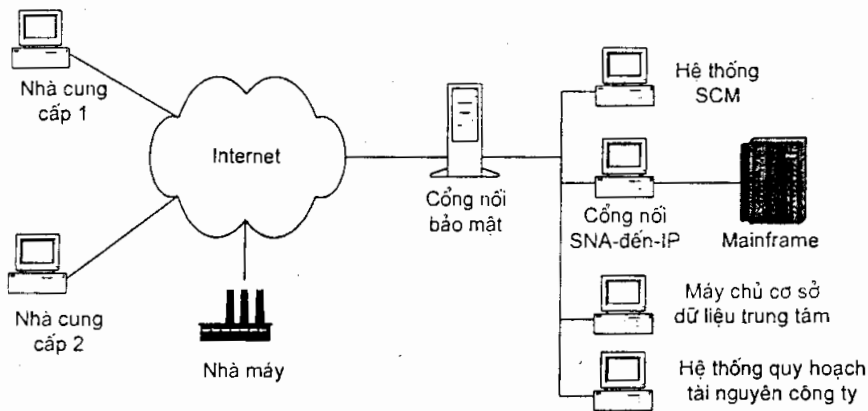 Nhà cung
cấp 1
Internet
Nhà cung
cấp 2
Nhà máy
Cổng nối
bảo mật
Hệ thống
SCM
Cổng nối
SNA-đến-IP
Mainframe
Máy chủ cơ sở
dữ liệu trung tám
Hệ thống quy hoạch
tài nguyên công ty